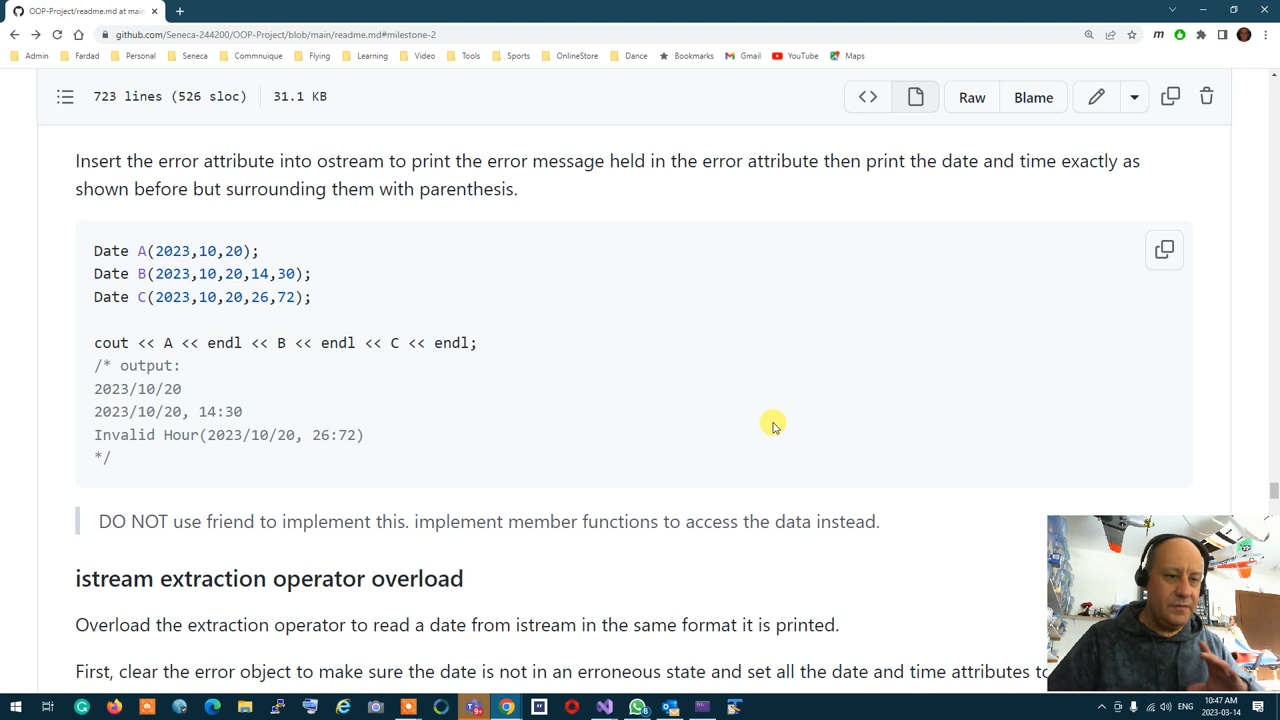 OOP-Project/readme.md at main
github.com/Seneca-244200/OOP-Project/blob/main/readme.md#milestone-2
Admin Fardad Personal Seneca Commnuique Flying Learning Video Tools Sports OnlineStore Dance Bookmarks Gmail YouTube Maps
723 lines (526 sloc) 31.1 KB Raw Blame
Insert the error attribute into ostream to print the error message held in the error attribute then print the date and time exactly as
shown before but surrounding them with parenthesis.
Date A(2023,10,20);
Date B(2023,10,20,14,30);
Date C(2023,10,20,26,72);
cout << A << endl << B << endl << C << endl;
/* output:
2023/10/20
2023/10/20, 14:30
Invalid Hour(2023/10/20, 26:72)
*/
DO NOT use friend to implement this. implement member functions to access the data instead.
istream extraction operator overload
Overload the extraction operator to read a date from istream in the same format it is printed.
First, clear the error object to make sure the date is not in an erroneous state and set all the date and time attributes to
10:47 AM
2023-03-14